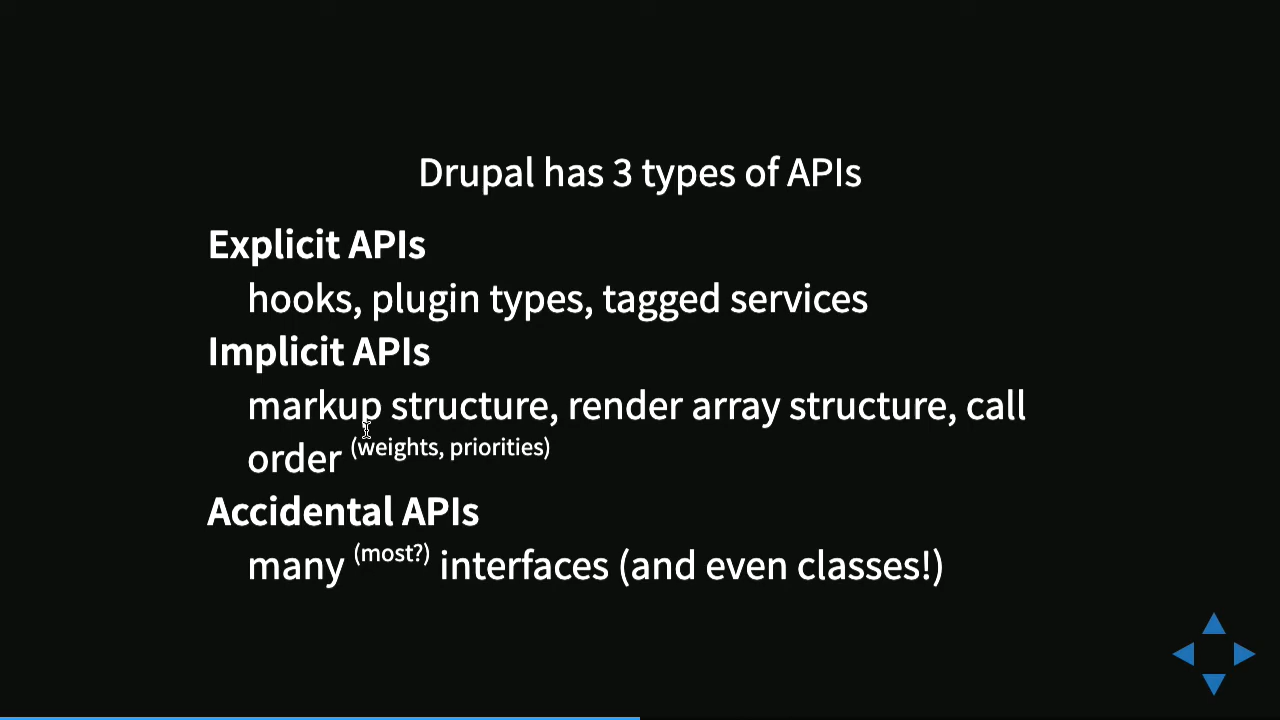 Drupal has 3 types of APIs
Explicit APIs
hooks, plugin types, tagged services
Implicit APIs
markup structure, render array structure, call
order (weights, priorities)
Accidental APIs
many (most?) interfaces (and even classes!)